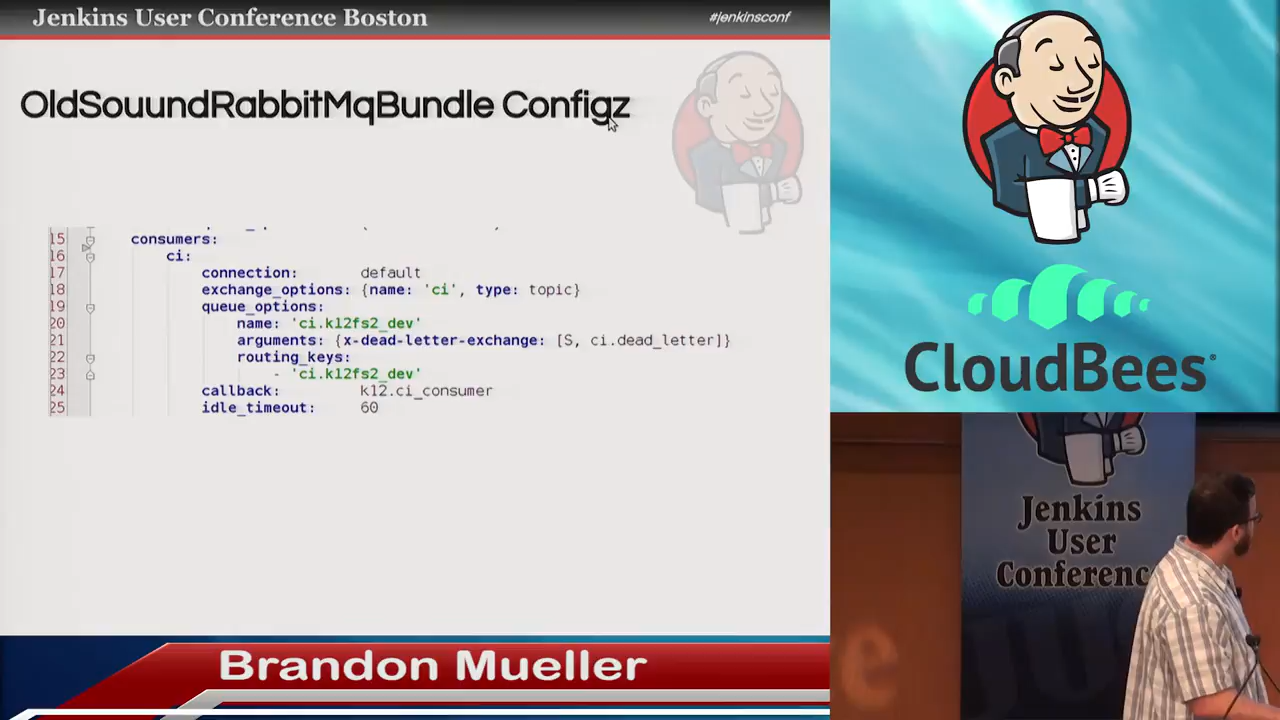 Jenkins User Conference Boston
#jenkinsconf
OldSouundRabbitMqBundle Configz
15 consumers:
16 ci:
17 connection: default
18 exchange_options: {name: 'ci', type: topic}
19 queue_options:
20 name: 'ci.k12fs2_dev'
21 arguments: {x-dead-letter-exchange: [S, ci.dead_letter]}
22 routing_keys:
23 - 'ci.k12fs2_dev'
24 callback: k12.ci_consumer
25 idle_timeout: 60
CloudBees
Jenkins
User
Conference
Brandon Mueller